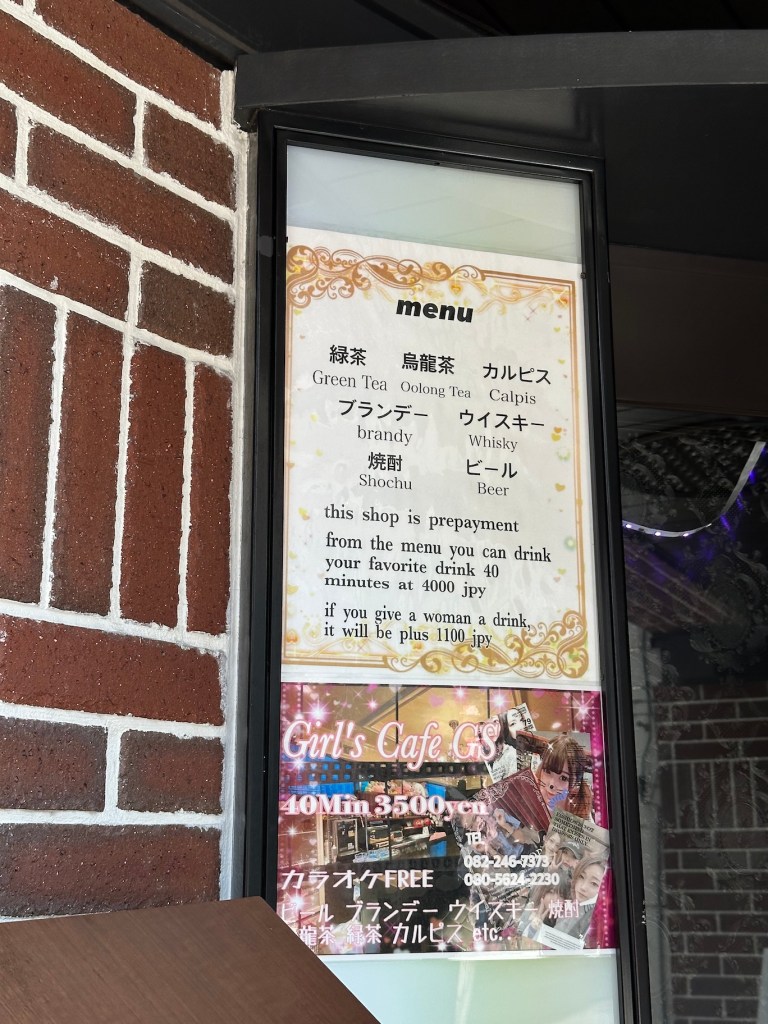 menu
緑茶 烏龍茶 カルピス
Green Tea Oolong Tea Calpis
ブランデー ウイスキー
brandy Whisky
焼酎 ビール
Shochu Beer
this shop is prepayment
from the menu you can drink
your favorite drink 40
minutes at 4000 jpy
if you give a woman a drink,
it will be plus 1100 jpy
Girl's Cafe GS
40Min 3500yen
TEL
082-246-7373
080-5624-2230
カラオケFREE
ビール ブランデー ウイスキー 焼酎
龍茶 緑茶 カルピス etc.